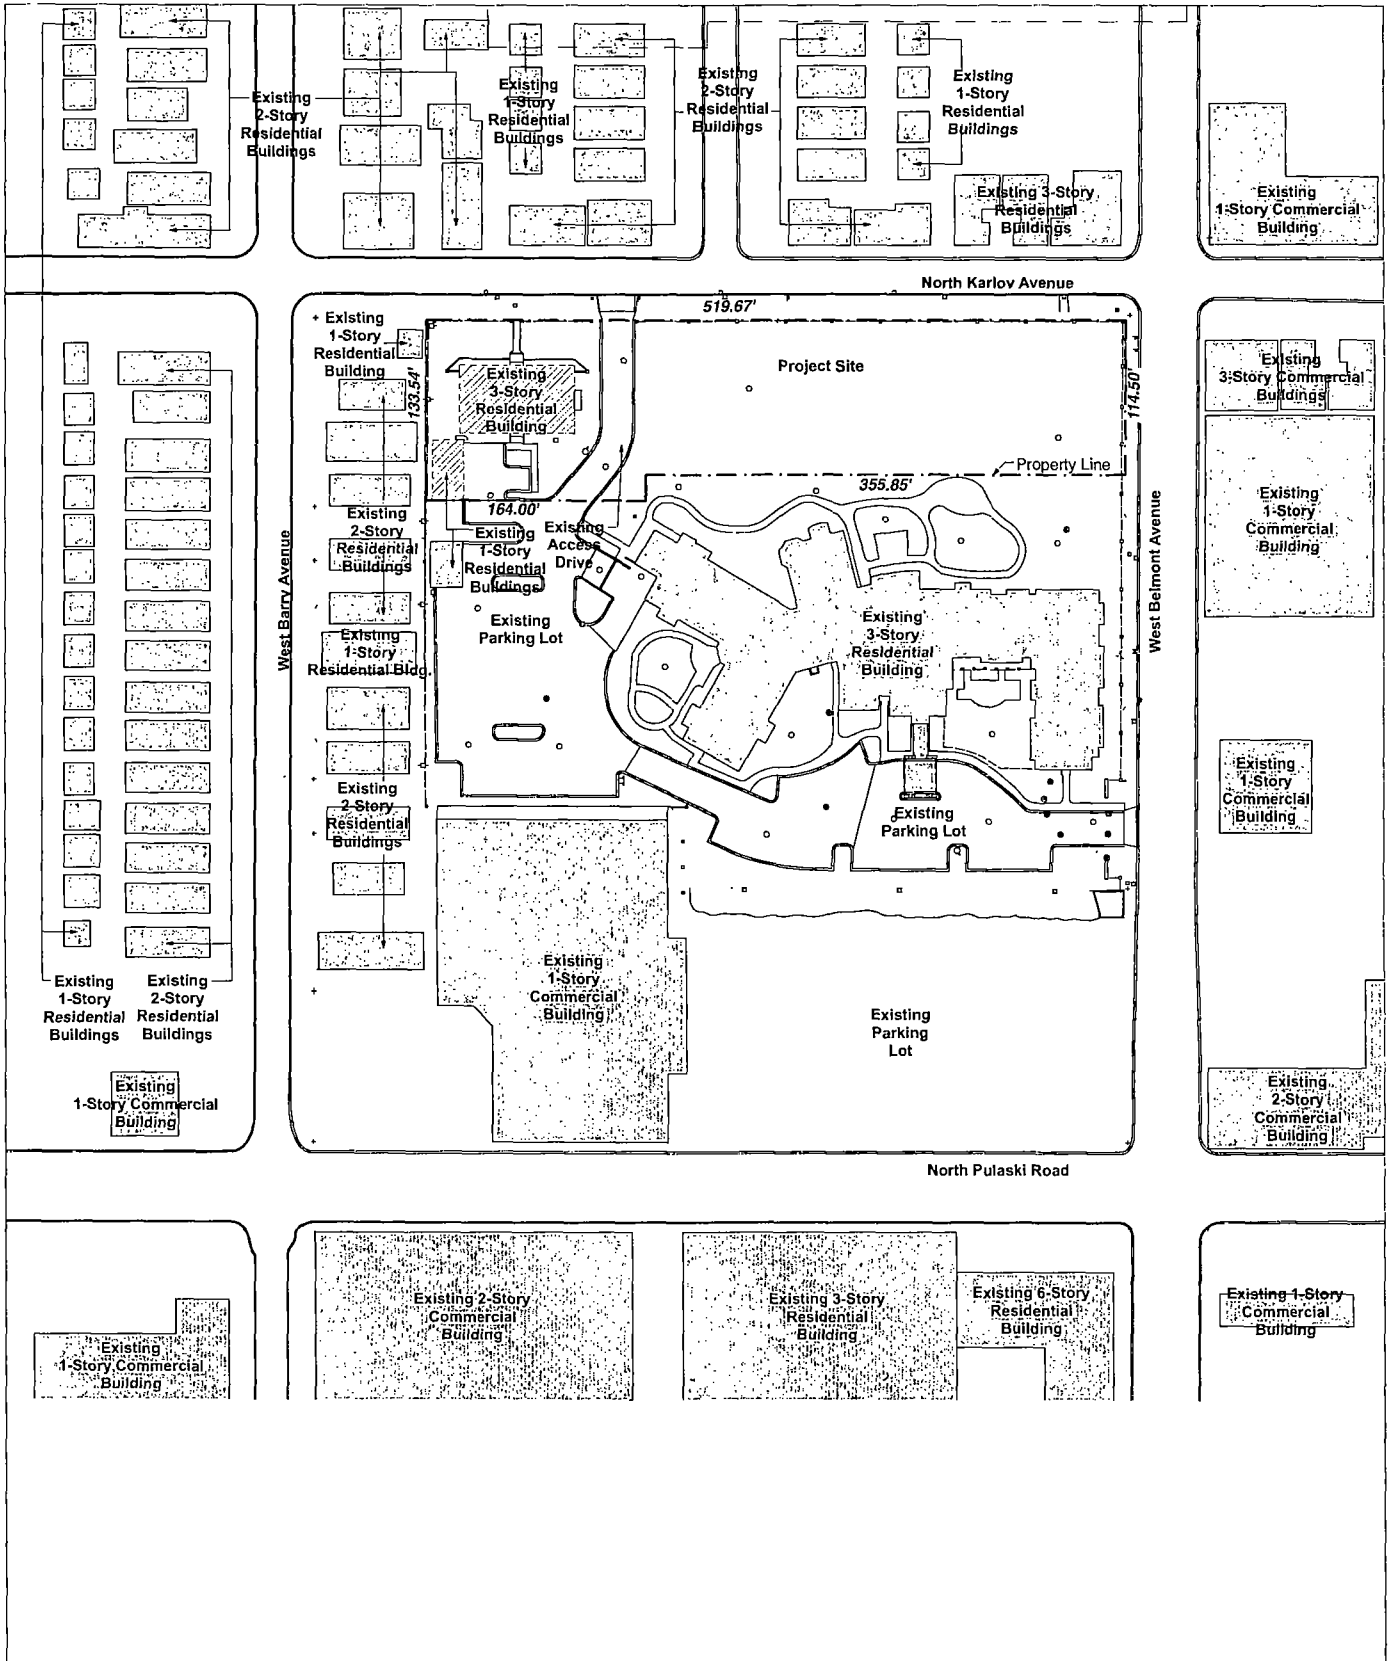 Existing
2-Story
Residential
Buildings
Existing
1-Story
Residential
Buildings
Existing
2-Story
Residential
Buildings
Existing
1-Story
Residential
Buildings
Existing 3-Story
Residential
Buildings
Existing
1-Story Commercial
Building
North Karlov Avenue
519.67'
Existing
1-Story
Residential
Building
133.54'
Existing
3-Story
Residential
Building
Project Site
114.50'
Existing
3-Story Commercial
Buildings
Property Line
355.85'
164.00'
Existing
2-Story
Residential
Buildings
Existing
1-Story
Residential
Buildings
Existing
Access
Drive
Existing
1-Story
Commercial
Building
West Barry Avenue
West Belmont Avenue
Existing
Parking Lot
Existing
3-Story
Residential
Building
Existing
1-Story
Residential Bldg.
Existing
2-Story
Residential
Buildings
Existing
Parking Lot
Existing
1-Story
Commercial
Building
Existing
1-Story
Residential
Buildings
Existing
2-Story
Residential
Buildings
Existing
1-Story
Commercial
Building
Existing
Parking
Lot
Existing
1-Story Commercial
Building
Existing
2-Story
Commercial
Building
North Pulaski Road
Existing
1-Story Commercial
Building
Existing 2-Story
Commercial
Building
Existing 3-Story
Residential
Building
Existing 6-Story
Residential
Building
Existing 1-Story
Commercial
Building